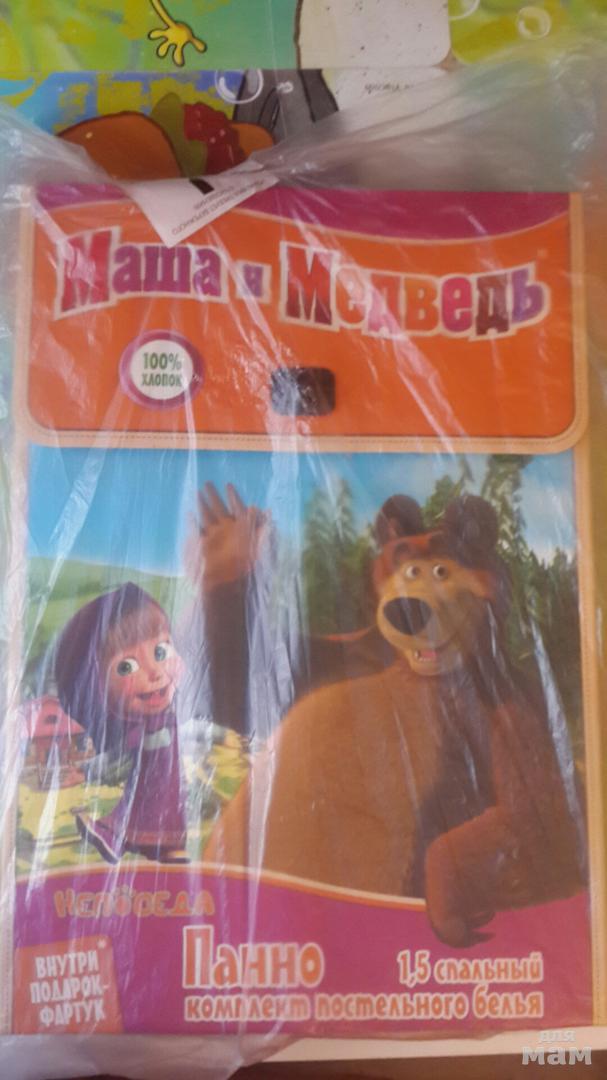 Маша и Медведь
100%
ХЛОПОК
Непоседа
Панно
1,5 спальный
комплект постельного белья
ВНУТРИ
ПОДАРОК-
ФАРТУК
для
мам